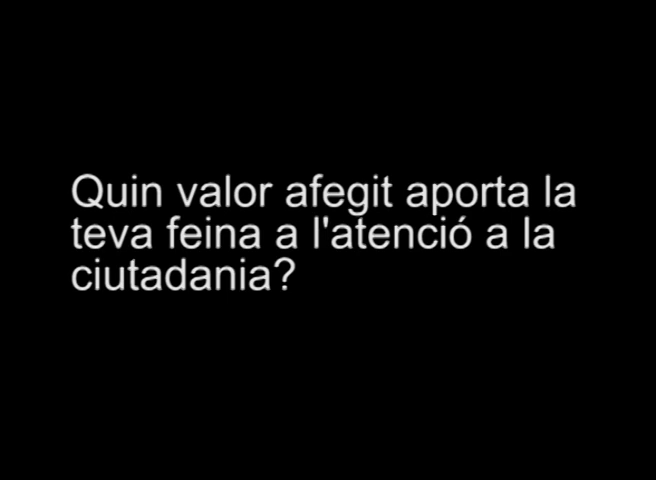 Quin valor afegit aporta la
teva feina a l'atenció a la
ciutadania?